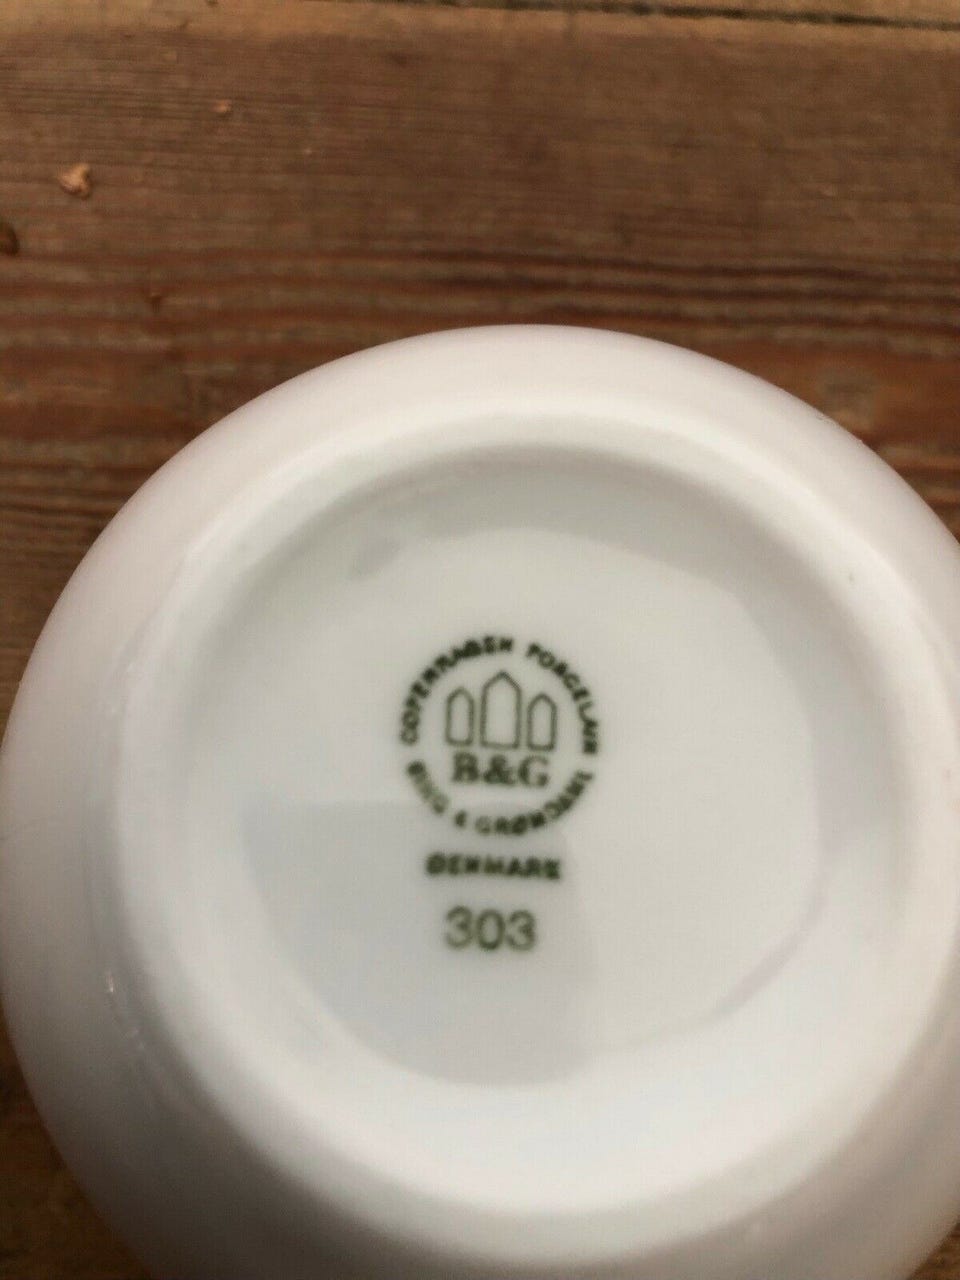 COPENHAGEN PORCELAIN
B&G
BING & GRØNDAHL
DENMARK
303